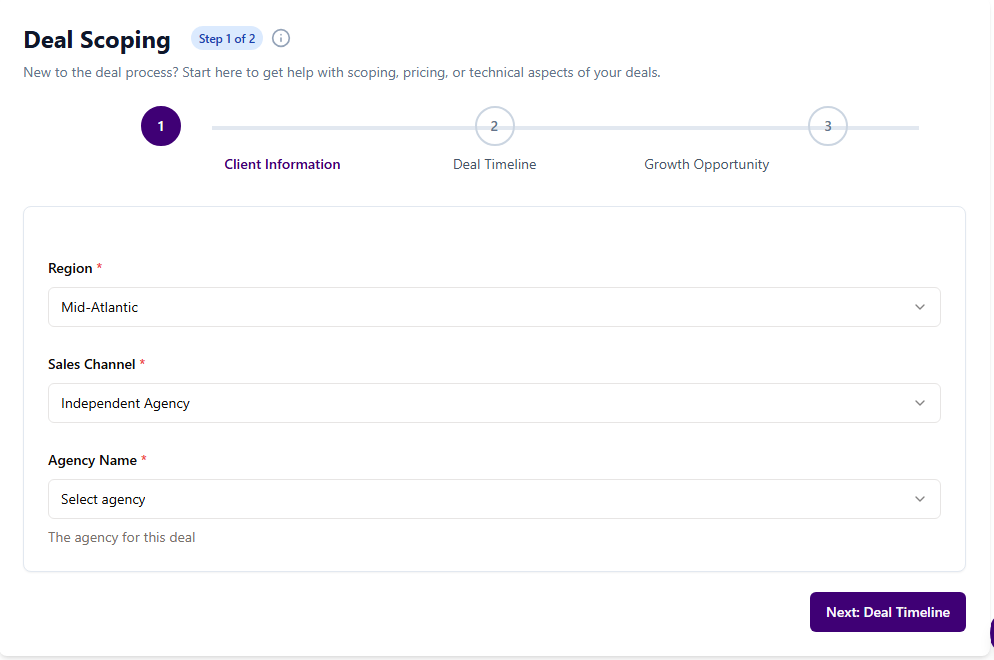 Deal Scoping Step 1 of 2
New to the deal process? Start here to get help with scoping, pricing, or technical aspects of your deals.
1 2 3
Client Information Deal Timeline Growth Opportunity
Region *
Mid-Atlantic
Sales Channel *
Independent Agency
Agency Name *
Select agency
The agency for this deal
Next: Deal Timeline